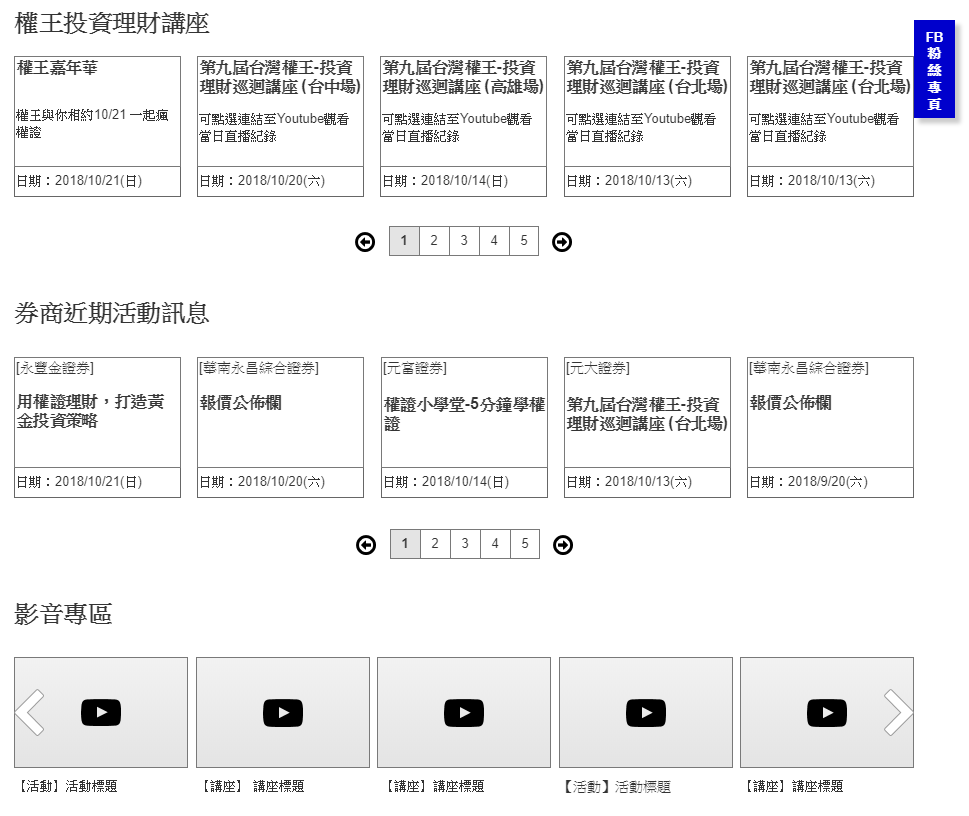 權王投資理財講座
FB
粉
絲
專
頁
權王嘉年華
權王與你相約10/21 一起瘋
權證
日期：2018/10/21(日)
第九屆台灣權王-投資
理財巡迴講座 (台中場)
可點選連結至Youtube觀看
當日直播紀錄
日期：2018/10/20(六)
第九屆台灣權王-投資
理財巡迴講座 (高雄場)
可點選連結至Youtube觀看
當日直播紀錄
日期：2018/10/14(日)
第九屆台灣權王-投資
理財巡迴講座 (台北場)
可點選連結至Youtube觀看
當日直播紀錄
日期：2018/10/13(六)
第九屆台灣權王-投資
理財巡迴講座 (台北場)
可點選連結至Youtube觀看
當日直播紀錄
日期：2018/10/13(六)
1 2 3 4 5
券商近期活動訊息
[永豐金證券]
用權證理財，打造黃
金投資策略
日期：2018/10/21(日)
[華南永昌綜合證券]
報價公佈欄
日期：2018/10/20(六)
[元富證券]
權證小學堂-5分鐘學權
證
日期：2018/10/14(日)
[元大證券]
第九屆台灣權王-投資
理財巡迴講座 (台北場)
日期：2018/10/13(六)
[華南永昌綜合證券]
報價公佈欄
日期：2018/9/20(六)
1 2 3 4 5
影音專區
【活動】活動標題
【講座】 講座標題
【講座】講座標題
【活動】活動標題
【講座】講座標題